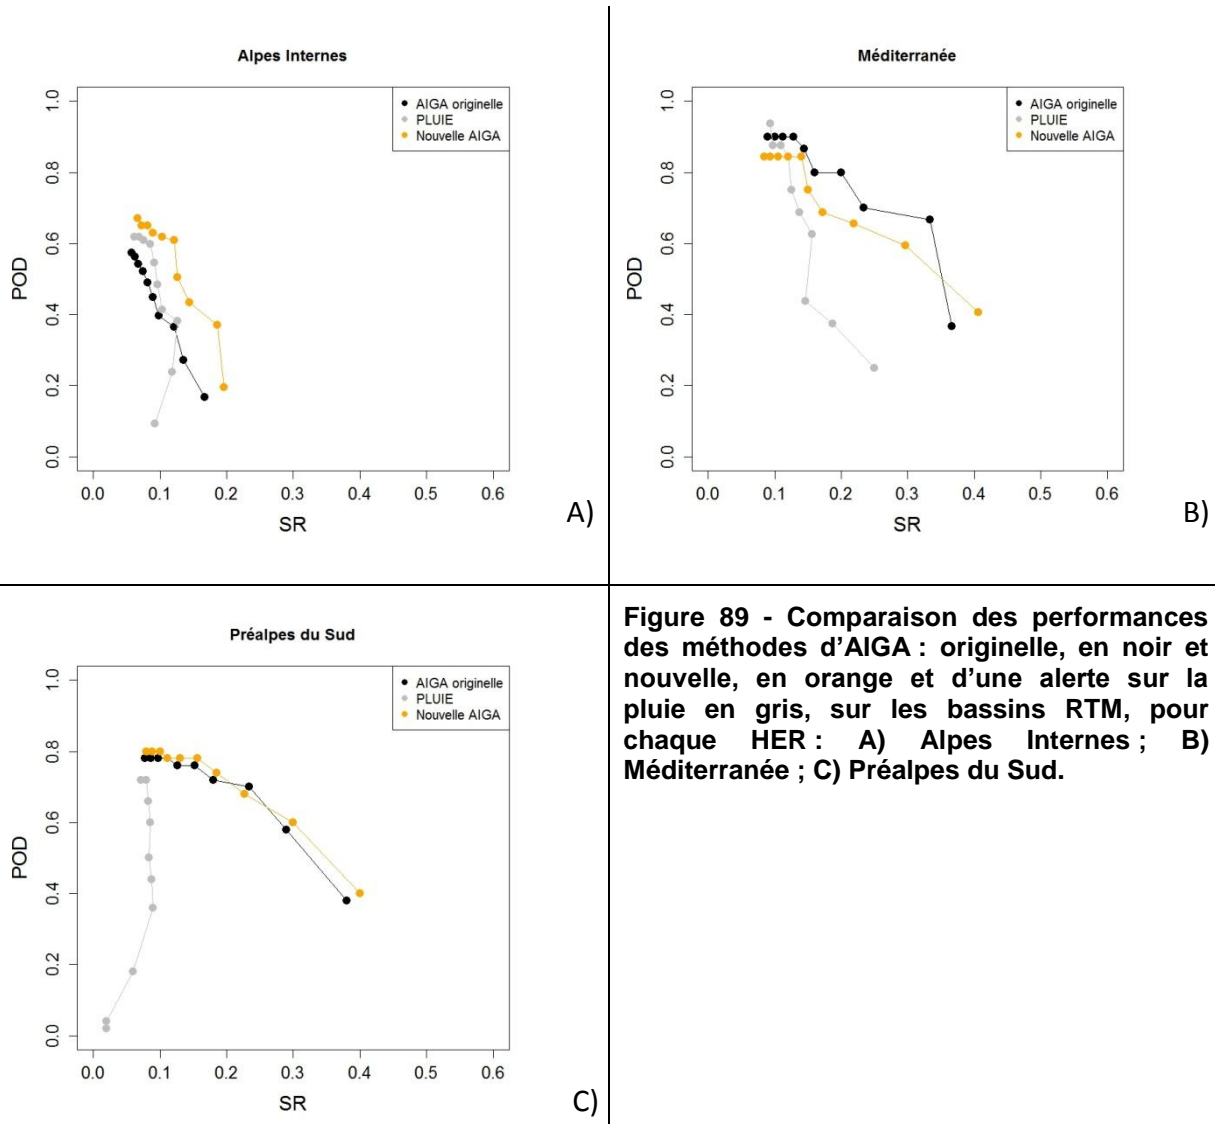 Alpes Internes
AIGA originelle
PLUIE
Nouvelle AIGA
POD
1.0
0.8
0.6
0.4
0.2
0.0
0.0 0.1 0.2 0.3 0.4 0.5 0.6
SR
A)
Méditerranée
AIGA originelle
PLUIE
Nouvelle AIGA
POD
1.0
0.8
0.6
0.4
0.2
0.0
0.0 0.1 0.2 0.3 0.4 0.5 0.6
SR
B)
Préalpes du Sud
AIGA originelle
PLUIE
Nouvelle AIGA
POD
1.0
0.8
0.6
0.4
0.2
0.0
0.0 0.1 0.2 0.3 0.4 0.5 0.6
SR
C)
Figure 89 - Comparaison des performances
des méthodes d’AIGA : originelle, en noir et
nouvelle, en orange et d’une alerte sur la
pluie en gris, sur les bassins RTM, pour
chaque HER : A) Alpes Internes ; B)
Méditerranée ; C) Préalpes du Sud.